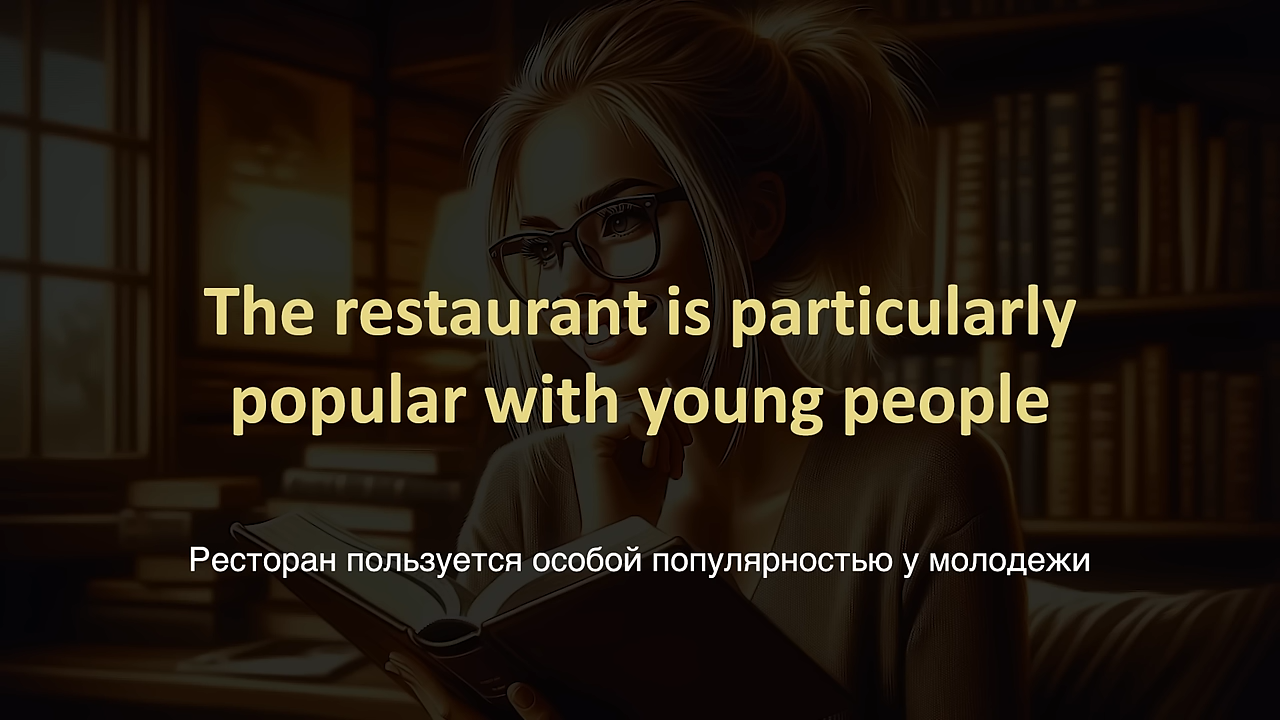 The restaurant is particularly
popular with young people
Ресторан пользуется особой популярностью у молодежи